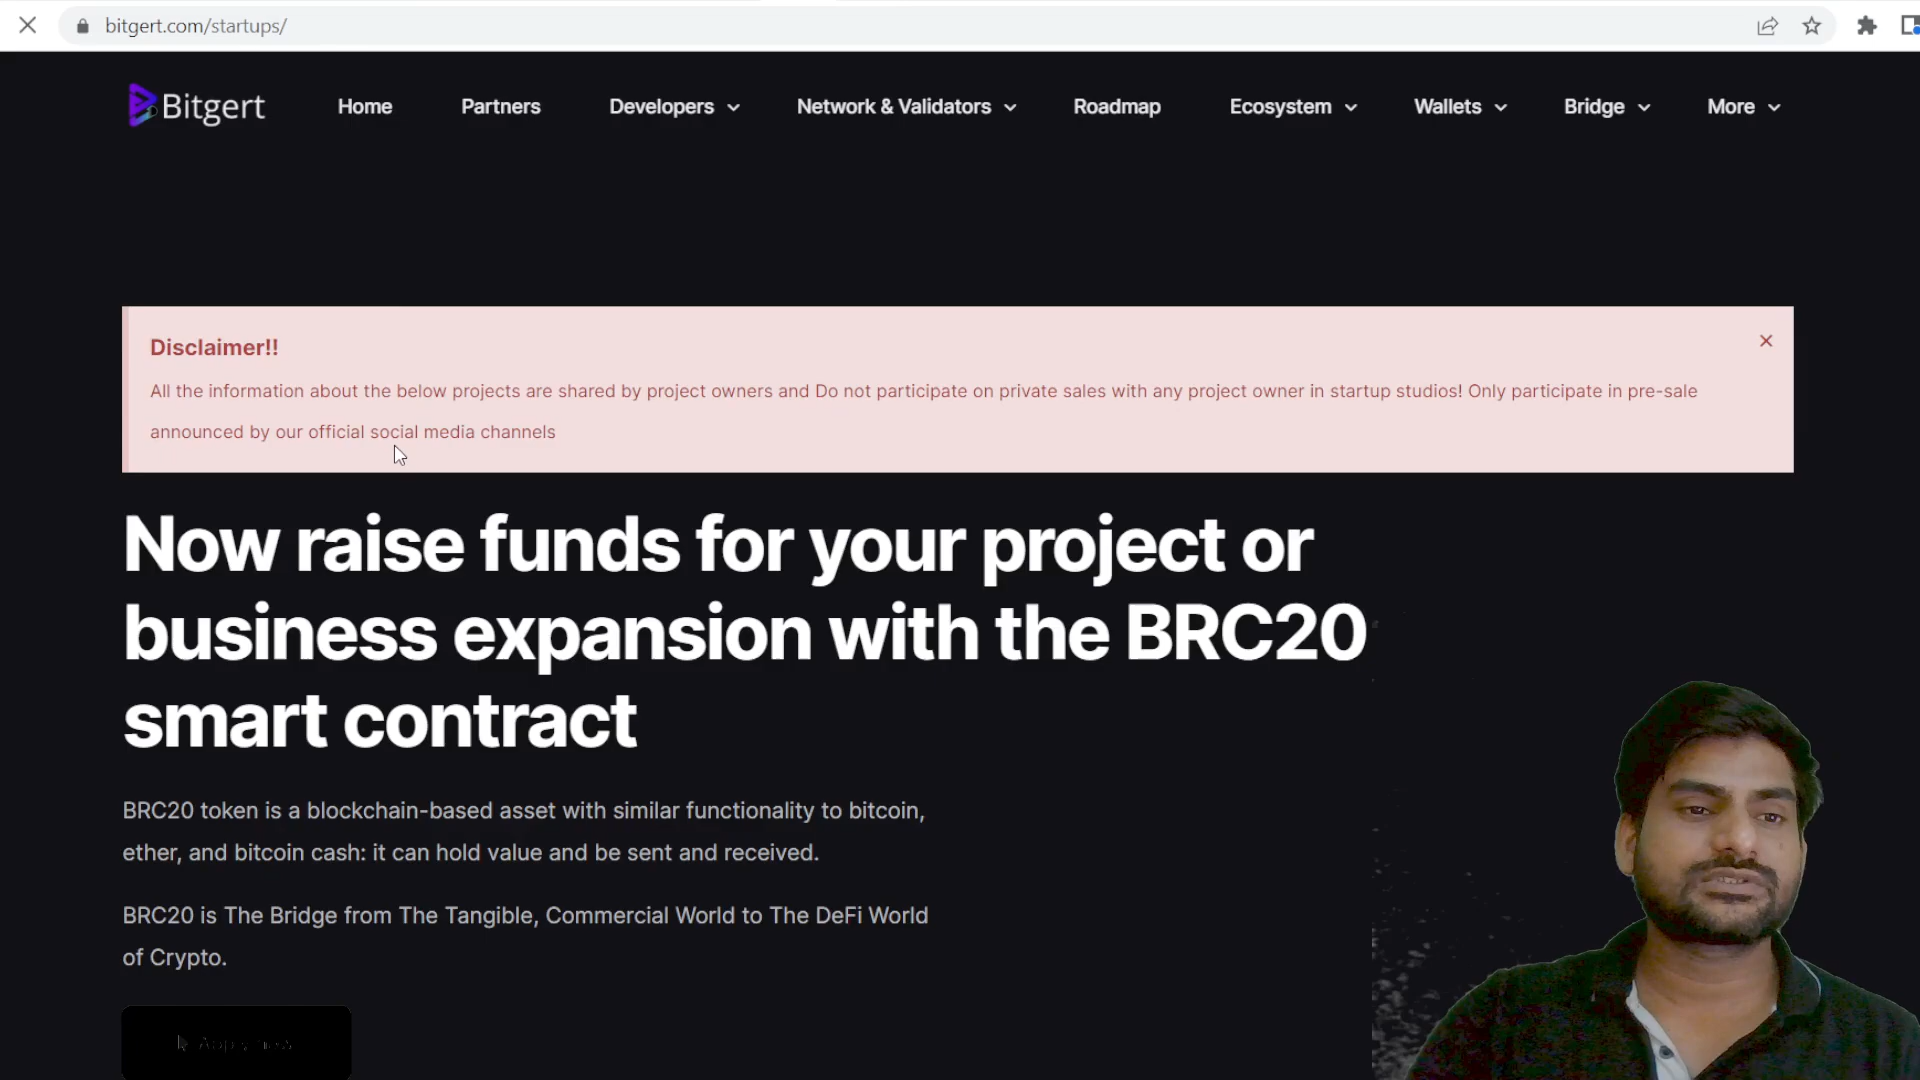 bitgert.com/startups/
Bitgert
Home
Partners
Developers
Network & Validators
Roadmap
Ecosystem
Wallets
Bridge
More
Disclaimer!!
All the information about the below projects are shared by project owners and Do not participate on private sales with any project owner in startup studios! Only participate in pre-sale
announced by our official social media channels
Now raise funds for your project or
business expansion with the BRC20
smart contract
BRC20 token is a blockchain-based asset with similar functionality to bitcoin,
ether, and bitcoin cash: it can hold value and be sent and received.
BRC20 is The Bridge from The Tangible, Commercial World to The DeFi World
of Crypto.